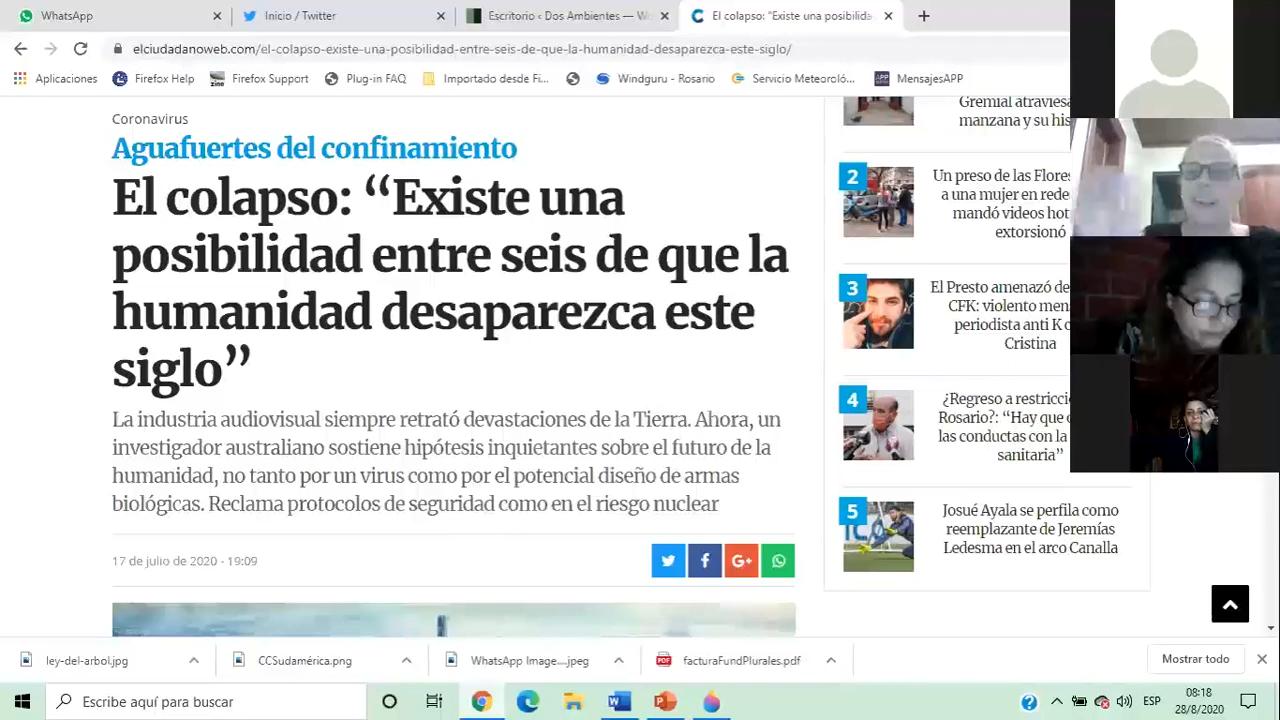 WhatsApp
Inicio / Twitter
Escritorio ‹ Dos Ambientes — W
El colapso: "Existe una posibilida
elciudadanoweb.com/el-colapso-existe-una-posibilidad-entre-seis-de-que-la-humanidad-desaparezca-este-siglo/
Aplicaciones
Firefox Help
Firefox Support
Plug-in FAQ
Importado desde Fi...
Windguru - Rosario
Servicio Meteoroló...
MensajesAPP
Coronavirus
Aguafuertes del confinamiento
El colapso: “Existe una
posibilidad entre seis de que la
humanidad desaparezca este
siglo”
La industria audiovisual siempre retrató devastaciones de la Tierra. Ahora, un
investigador australiano sostiene hipótesis inquietantes sobre el futuro de la
humanidad, no tanto por un virus como por el potencial diseño de armas
biológicas. Reclama protocolos de seguridad como en el riesgo nuclear
17 de julio de 2020 - 19:09
Gremial atravies
manzana y su his
2
Un preso de las Flores
a una mujer en rede
mandó videos hot
extorsionó
3
El Presto amenazó de
CFK: violento men
periodista anti K
Cristina
4
¿Regreso a restricci
Rosario?: “Hay que
las conductas con la
sanitaria”
5
Josué Ayala se perfila como
reemplazante de Jeremías
Ledesma en el arco Canalla
ley-del-arbol.jpg
CCSudamérica.png
WhatsApp Image....jpeg
facturaFundPlurales.pdf
Mostrar todo
Escribe aquí para buscar
ESP
08:18
28/8/2020